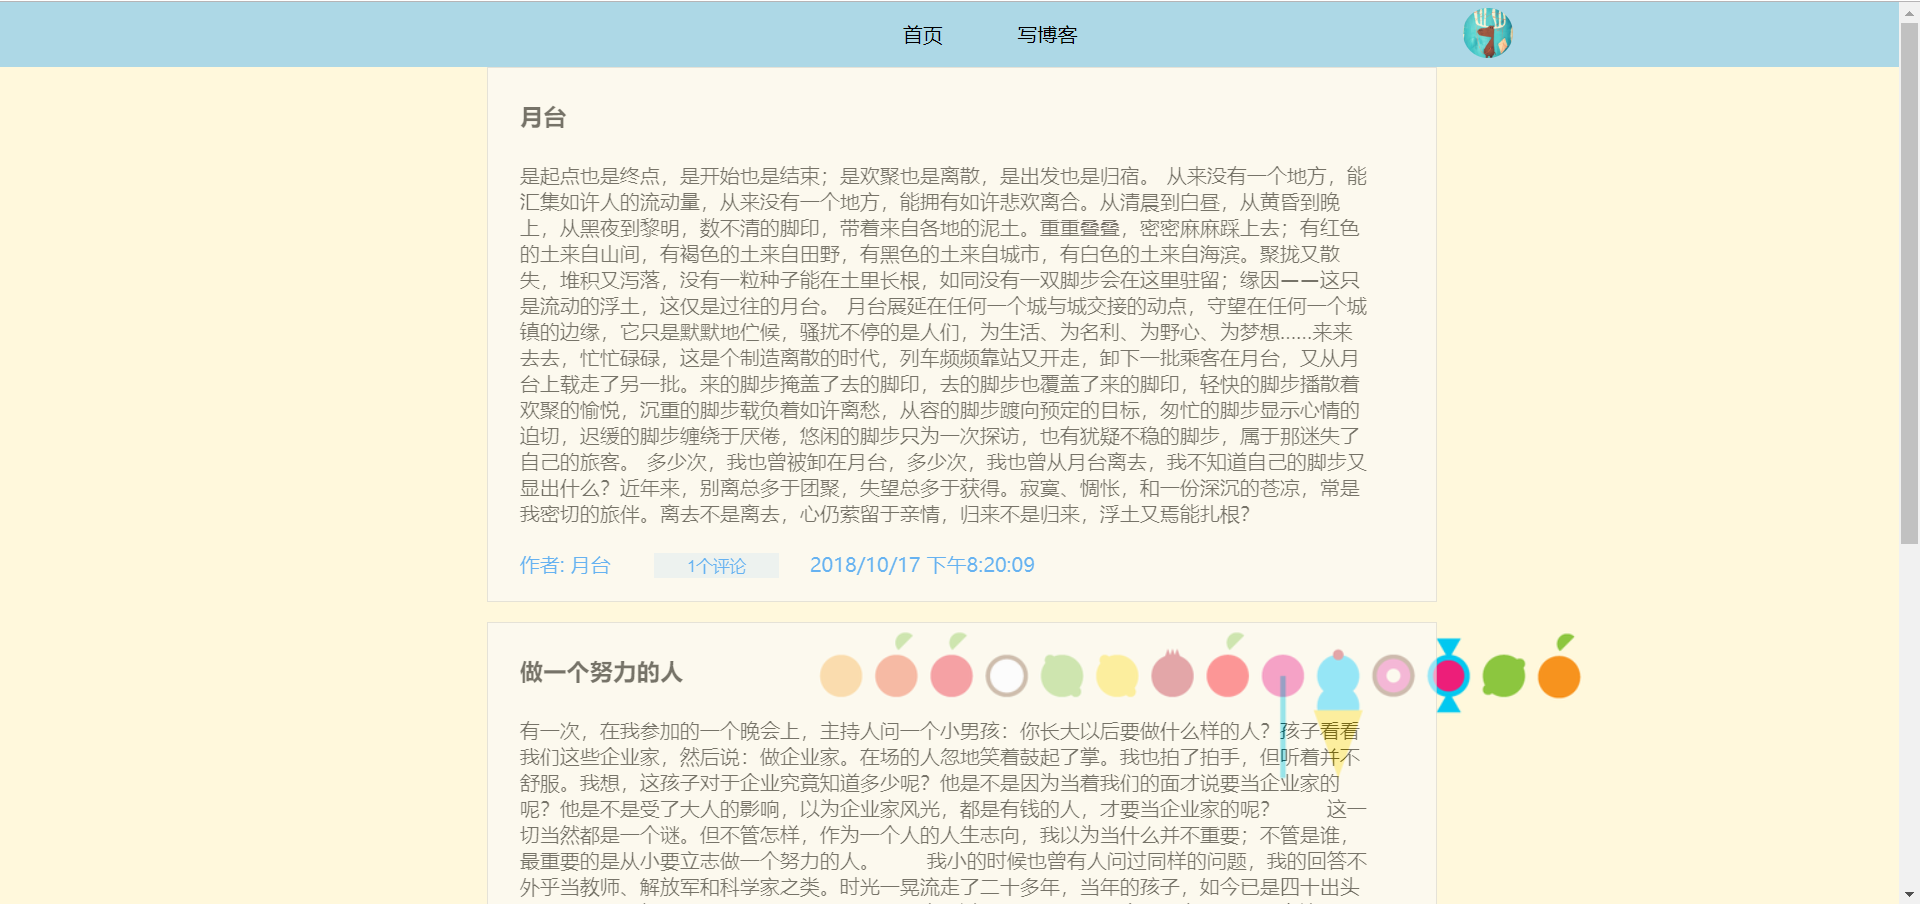 首页 写博客
月台
是起点也是终点，是开始也是结束；是欢聚也是离散，是出发也是归宿。 从来没有一个地方，能
汇集如许人的流动量，从来没有一个地方，能拥有如许悲欢离合。从清晨到白昼，从黄昏到晚
上，从黑夜到黎明，数不清的脚印，带着来自各地的泥土。重重叠叠，密密麻麻踩上去；有红色
的土来自山间，有褐色的土来自田野，有黑色的土来自城市，有白色的土来自海滨。聚拢又散
失，堆积又泻落，没有一粒种子能在土里长根，如同没有一双脚步会在这里驻留；缘因一一这只
是流动的浮土，这仅是过往的月台。 月台展延在任何一个城与城交接的动点，守望在任何一个城
镇的边缘，它只是默默地伫候，骚扰不停的是人们，为生活、为名利、为野心、为梦想......来来
去去，忙忙碌碌，这是个制造离散的时代，列车频频靠站又开走，卸下一批乘客在月台，又从月
台上载走了另一批。来的脚步掩盖了去的脚印，去的脚步也覆盖了来的脚印，轻快的脚步播散着
欢聚的愉悦，沉重的脚步载负着如许离愁，从容的脚步踱向预定的目标，匆忙的脚步显示心情的
迫切，迟缓的脚步缠绕于厌倦，悠闲的脚步只为一次探访，也有犹疑不稳的脚步，属于那迷失了
自己的旅客。 多少次，我也曾被卸在月台，多少次，我也曾从月台离去，我不知道自己的脚步又
显出什么？近年来，别离总多于团聚，失望总多于获得。寂寞、惆怅，和一份深沉的苍凉，常是
我密切的旅伴。离去不是离去，心仍萦留于亲情，归来不是归来，浮土又焉能扎根？
作者: 月台 1个评论 2018/10/17 下午8:20:09
做一个努力的人
有一次，在我参加的一个晚会上，主持人问一个小男孩：你长大以后要做什么样的人？孩子看看
我们这些企业家，然后说：做企业家。在场的人忽地笑着鼓起了掌。我也拍了拍手，但听着并不
舒服。我想，这孩子对于企业究竟知道多少呢？他是不是因为当着我们的面才说要当企业家的
呢？他是不是受了大人的影响，以为企业家风光，都是有钱的人，才要当企业家的呢？ 这一
切当然都是一个谜。但不管怎样，作为一个人的人生志向，我以为当什么并不重要；不管是谁，
最重要的是从小要立志做一个努力的人。 我小的时候也曾有人问过同样的问题，我的回答不
外乎当教师、解放军和科学家之类。时光一晃流走了二十多年，当年的孩子，如今已是四十出头